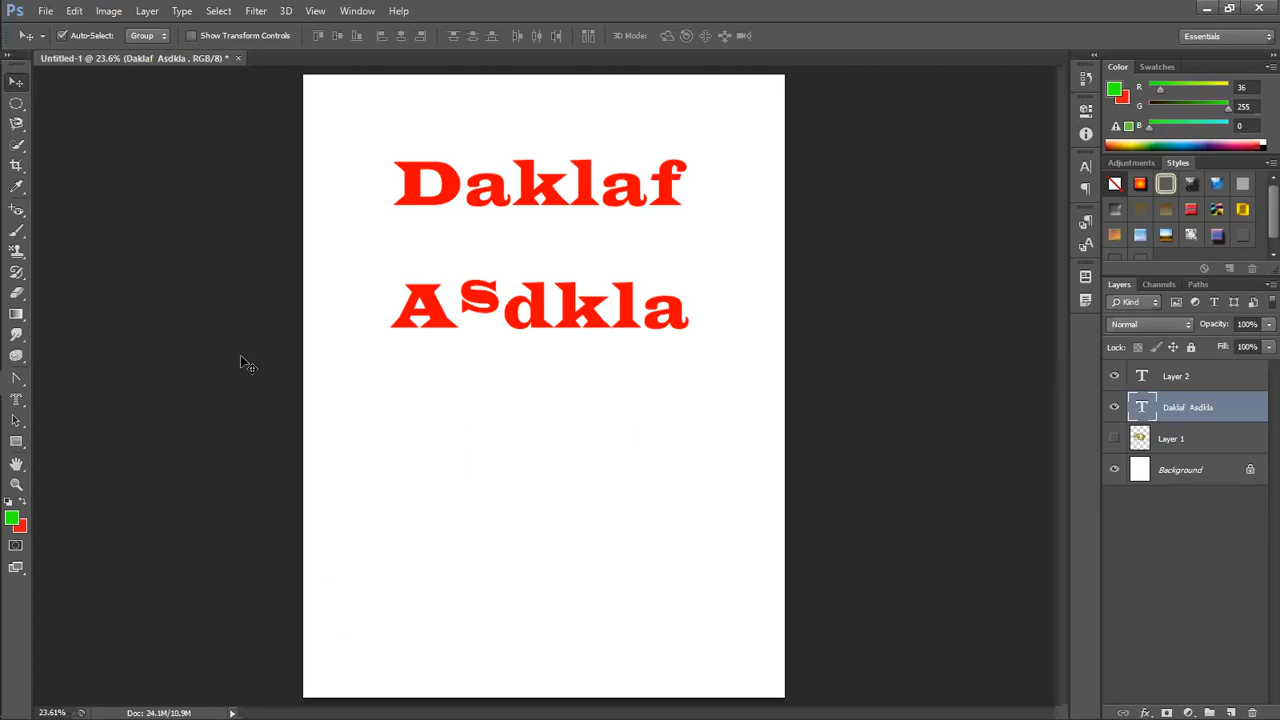 Ps File Edit Image Layer Type Select Filter 3D View Window Help
Auto-Select: Group Show Transform Controls 3D Mode: Essentials
Untitled-1 @ 23.6% (Daklaf Asdkla, RGB/8) * ×
Color Swatches
R 36
G 255
B 0
Daklaf
Asdkla
Adjustments Styles
Layers Channels Paths
Kind
Normal Opacity: 100%
Lock: Fill: 100%
T Layer 2
T Daklaf Asdkla
Layer 1
Background
23.61% Doc: 24.1M/10.9M